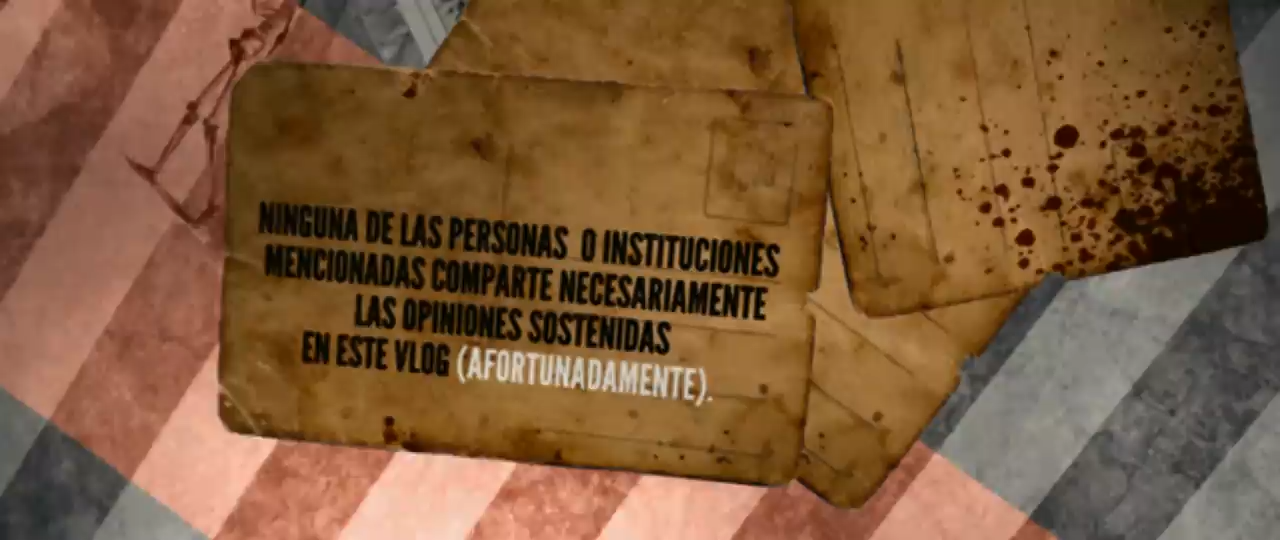 NINGUNA DE LAS PERSONAS O INSTITUCIONES
MENCIONADAS COMPARTE NECESARIAMENTE
LAS OPINIONES SOSTENIDAS
EN ESTE VLOG (AFORTUNADAMENTE).